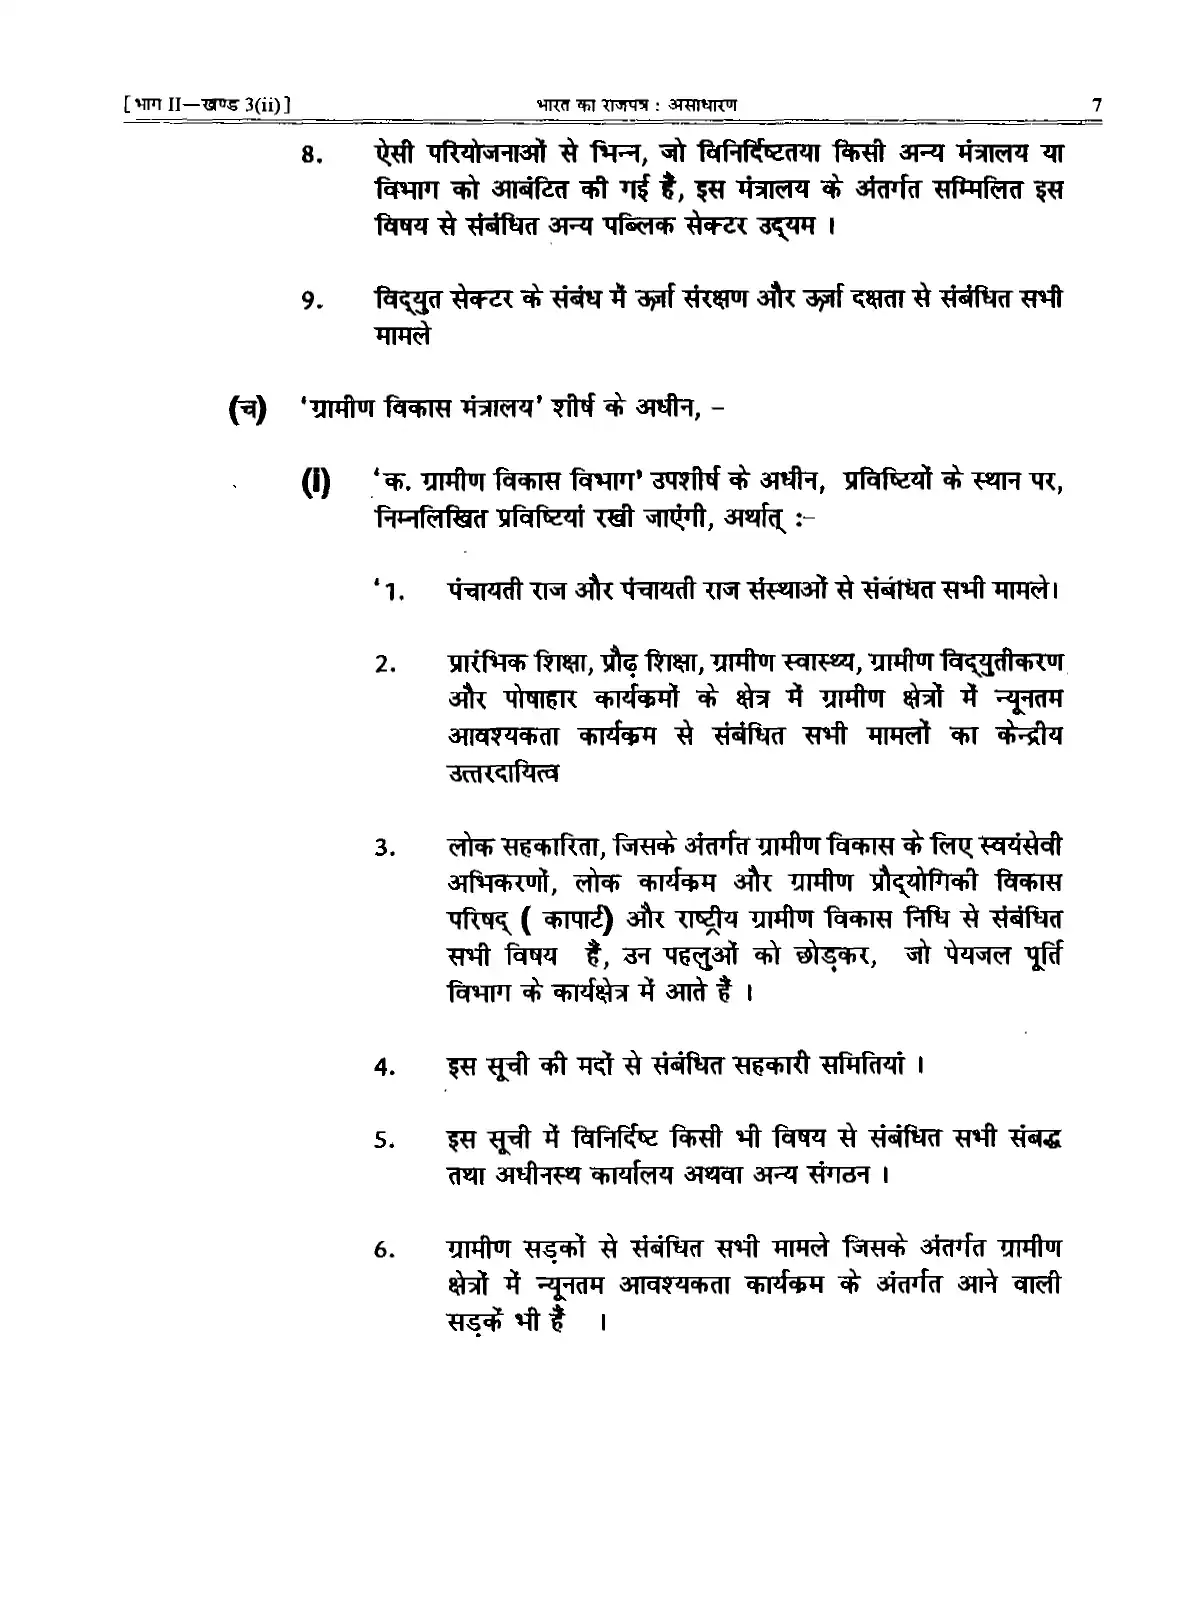 [ भाग II—खण्ड 3(ii) ] भारत का राजपत्र : असाधारण 7
8. ऐसी परियोजनाओं से भिन्न, जो विनिर्दिष्टतया किसी अन्य मंत्रालय या
विभाग को आबंटित की गई हैं, इस मंत्रालय के अंतर्गत सम्मिलित इस
विषय से संबंधित अन्य पब्लिक सेक्टर उद्यम ।
9. विद्युत सेक्टर के संबंध में उर्जा संरक्षण और उर्जा दक्षता से संबंधित सभी
मामले
(च) 'ग्रामीण विकास मंत्रालय' शीर्ष के अधीन, –
(i) 'क. ग्रामीण विकास विभाग' उपशीर्ष के अधीन, प्रविष्टियों के स्थान पर,
निम्नलिखित प्रविष्टियां रखी जाएंगी, अर्थात् :–
'1. पंचायती राज और पंचायती राज संस्थाओं से संबंधित सभी मामले।
2. प्रारंभिक शिक्षा, प्रौढ़ शिक्षा, ग्रामीण स्वास्थ्य, ग्रामीण विद्युतीकरण
और पोषाहार कार्यक्रमों के क्षेत्र में ग्रामीण क्षेत्रों में न्यूनतम
आवश्यकता कार्यक्रम से संबंधित सभी मामलों का केन्द्रीय
उत्तरदायित्व
3. लोक सहकारिता, जिसके अंतर्गत ग्रामीण विकास के लिए स्वयंसेवी
अभिकरणों, लोक कार्यक्रम और ग्रामीण प्रौद्योगिकी विकास
परिषद् ( कापार्ट) और राष्ट्रीय ग्रामीण विकास निधि से संबंधित
सभी विषय हैं, उन पहलुओं को छोड़कर, जो पेयजल पूर्ति
विभाग के कार्यक्षेत्र में आते हैं ।
4. इस सूची की मदों से संबंधित सहकारी समितियां ।
5. इस सूची में विनिर्दिष्ट किसी भी विषय से संबंधित सभी संबद्ध
तथा अधीनस्थ कार्यालय अथवा अन्य संगठन ।
6. ग्रामीण सड़कों से संबंधित सभी मामले जिसके अंतर्गत ग्रामीण
क्षेत्रों में न्यूनतम आवश्यकता कार्यक्रम के अंतर्गत आने वाली
सड़कें भी हैं ।